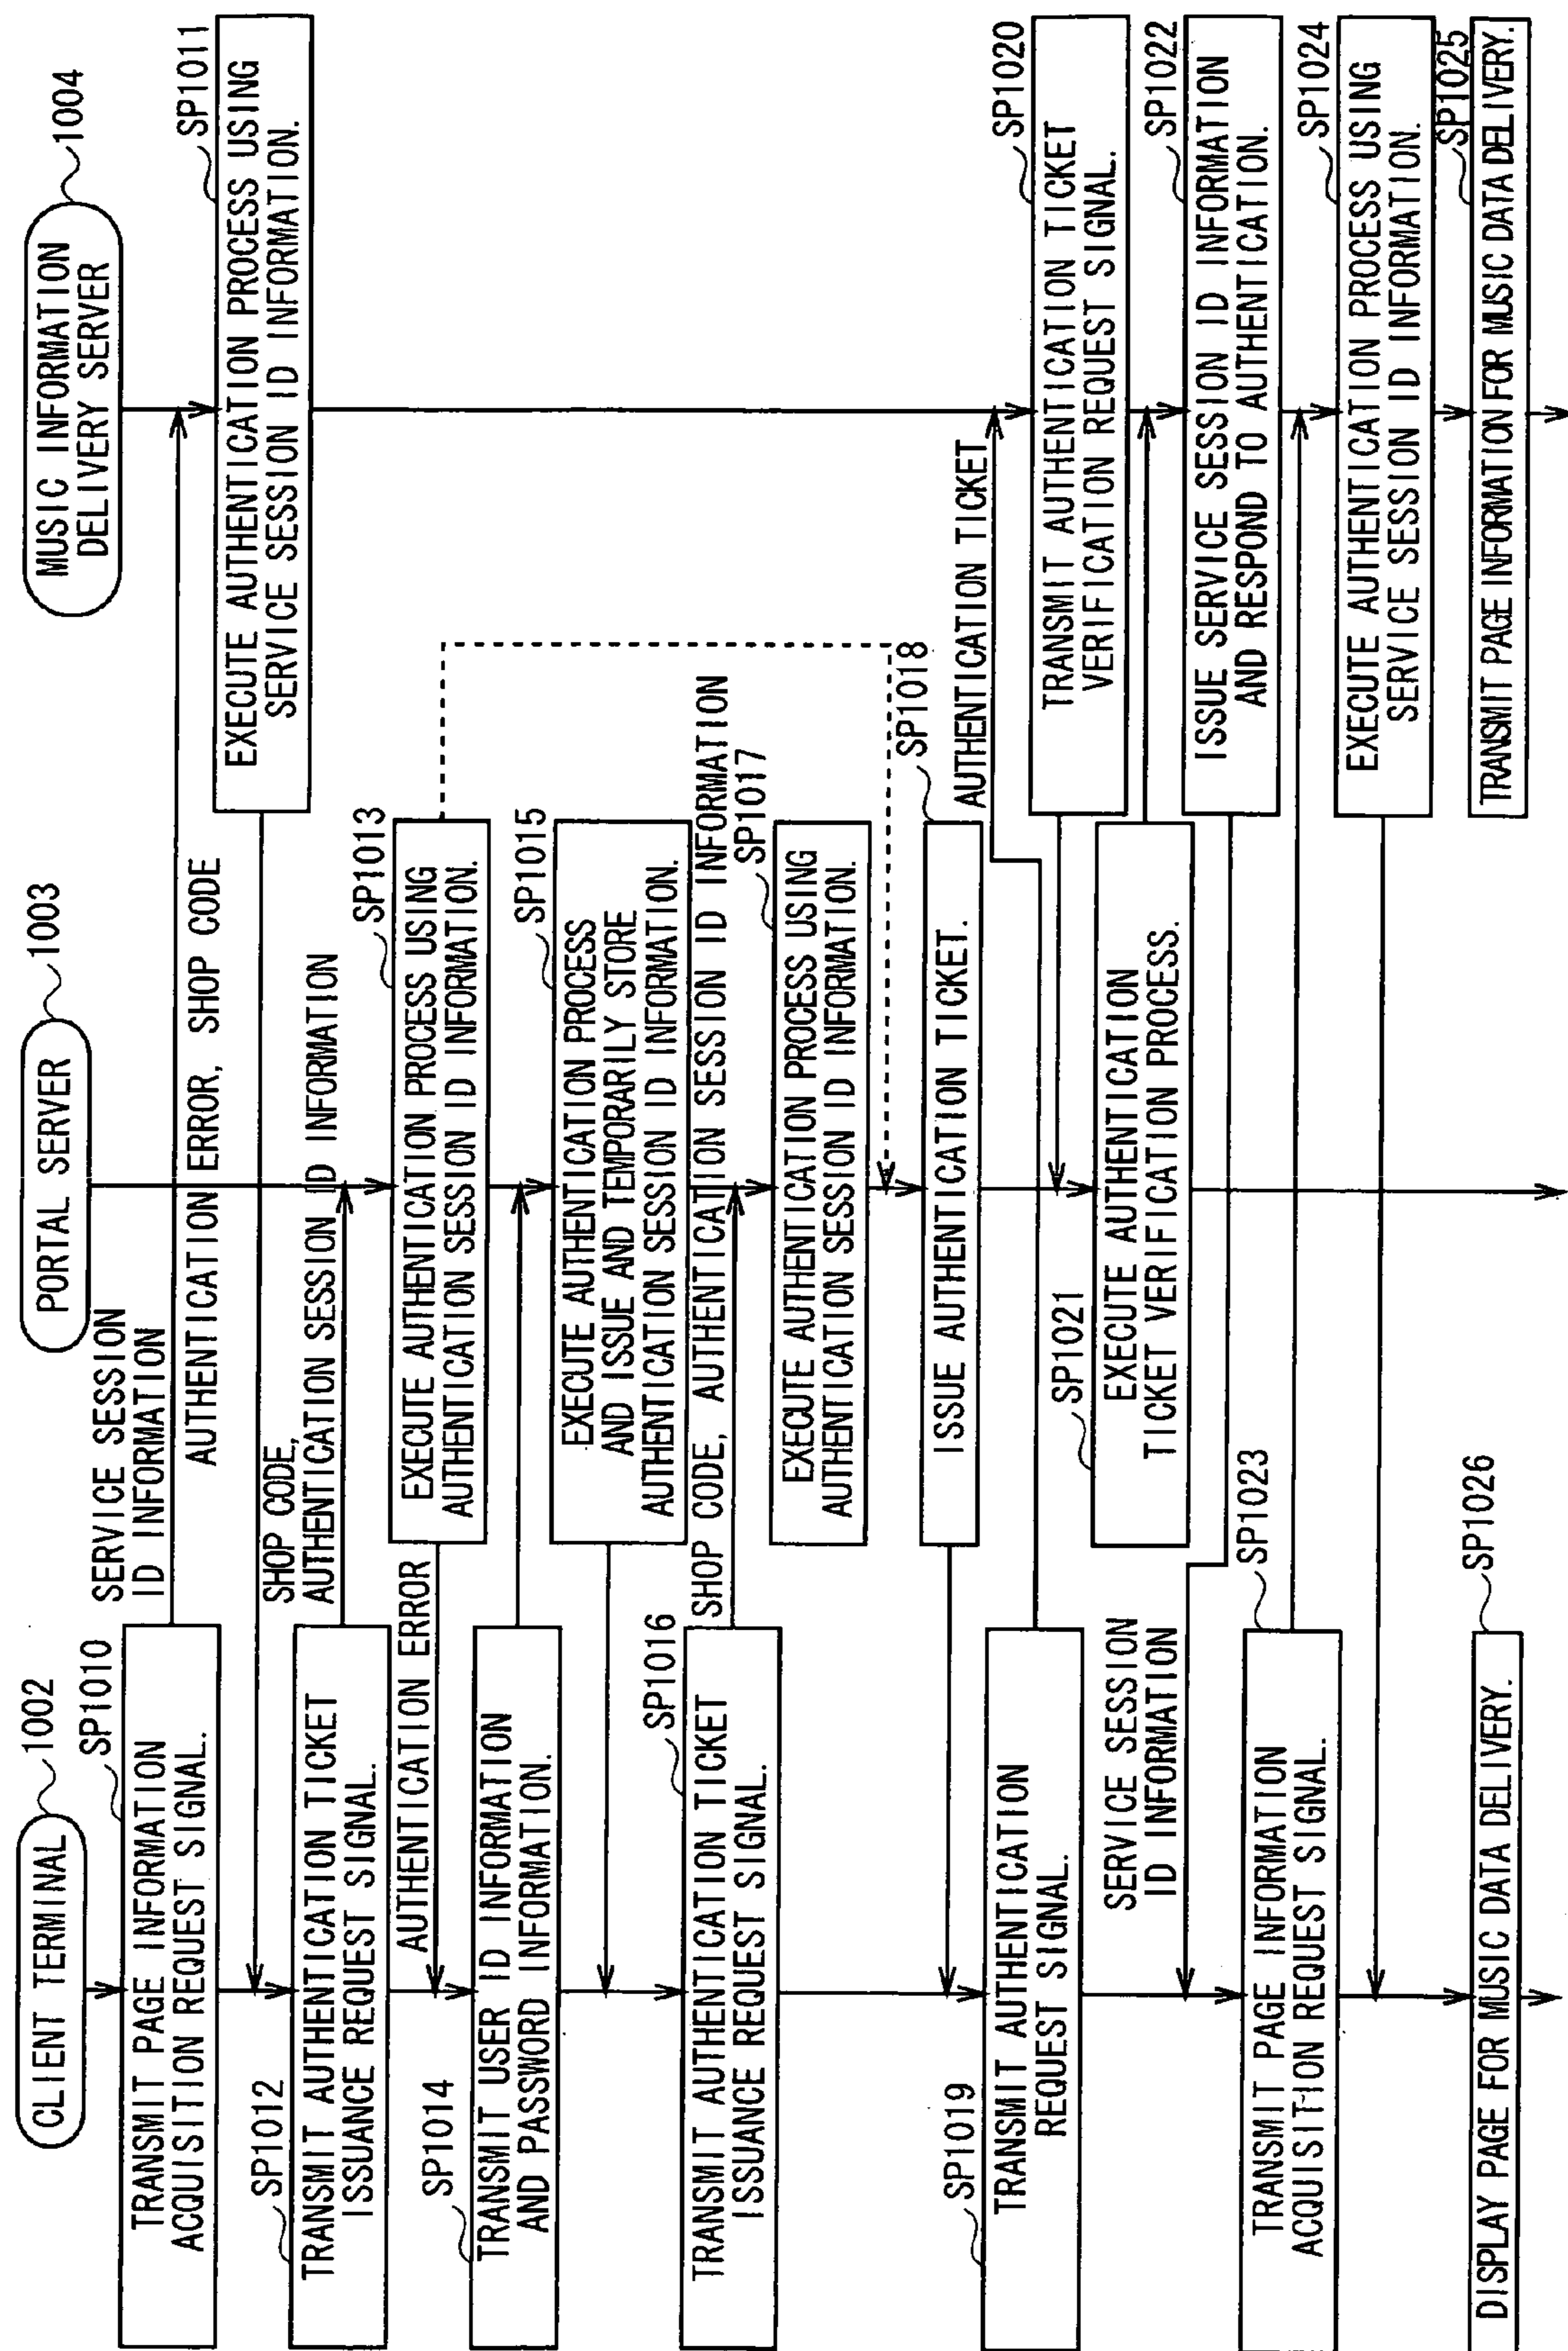 CLIENT TERMINAL
1002
PORTAL SERVER
1003
MUSIC INFORMATION
DELIVERY SERVER
1004
SP1010
TRANSMIT PAGE INFORMATION
ACQUISITION REQUEST SIGNAL.
SERVICE SESSION
ID INFORMATION
SP1011
EXECUTE AUTHENTICATION PROCESS USING
SERVICE SESSION ID INFORMATION.
AUTHENTICATION ERROR, SHOP CODE
SP1012
TRANSMIT AUTHENTICATION TICKET
ISSUANCE REQUEST SIGNAL.
SHOP CODE,
AUTHENTICATION SESSION ID INFORMATION
SP1013
EXECUTE AUTHENTICATION PROCESS USING
AUTHENTICATION SESSION ID INFORMATION.
AUTHENTICATION ERROR
SP1014
TRANSMIT USER ID INFORMATION
AND PASSWORD INFORMATION.
SP1015
EXECUTE AUTHENTICATION PROCESS
AND ISSUE AND TEMPORARILY STORE
AUTHENTICATION SESSION ID INFORMATION.
SP1016
TRANSMIT AUTHENTICATION TICKET
ISSUANCE REQUEST SIGNAL.
SHOP CODE, AUTHENTICATION SESSION ID INFORMATION
SP1017
EXECUTE AUTHENTICATION PROCESS USING
AUTHENTICATION SESSION ID INFORMATION.
SP1018
ISSUE AUTHENTICATION TICKET.
SP1019
TRANSMIT AUTHENTICATION
REQUEST SIGNAL.
AUTHENTICATION TICKET
SP1020
TRANSMIT AUTHENTICATION TICKET
VERIFICATION REQUEST SIGNAL.
SP1021
EXECUTE AUTHENTICATION
TICKET VERIFICATION PROCESS.
SP1022
ISSUE SERVICE SESSION ID INFORMATION
AND RESPOND TO AUTHENTICATION.
SERVICE SESSION
ID INFORMATION
SP1023
TRANSMIT PAGE INFORMATION
ACQUISITION REQUEST SIGNAL.
SP1024
EXECUTE AUTHENTICATION PROCESS USING
SERVICE SESSION ID INFORMATION.
SP1025
TRANSMIT PAGE INFORMATION FOR MUSIC DATA DELIVERY.
SP1026
DISPLAY PAGE FOR MUSIC DATA DELIVERY.